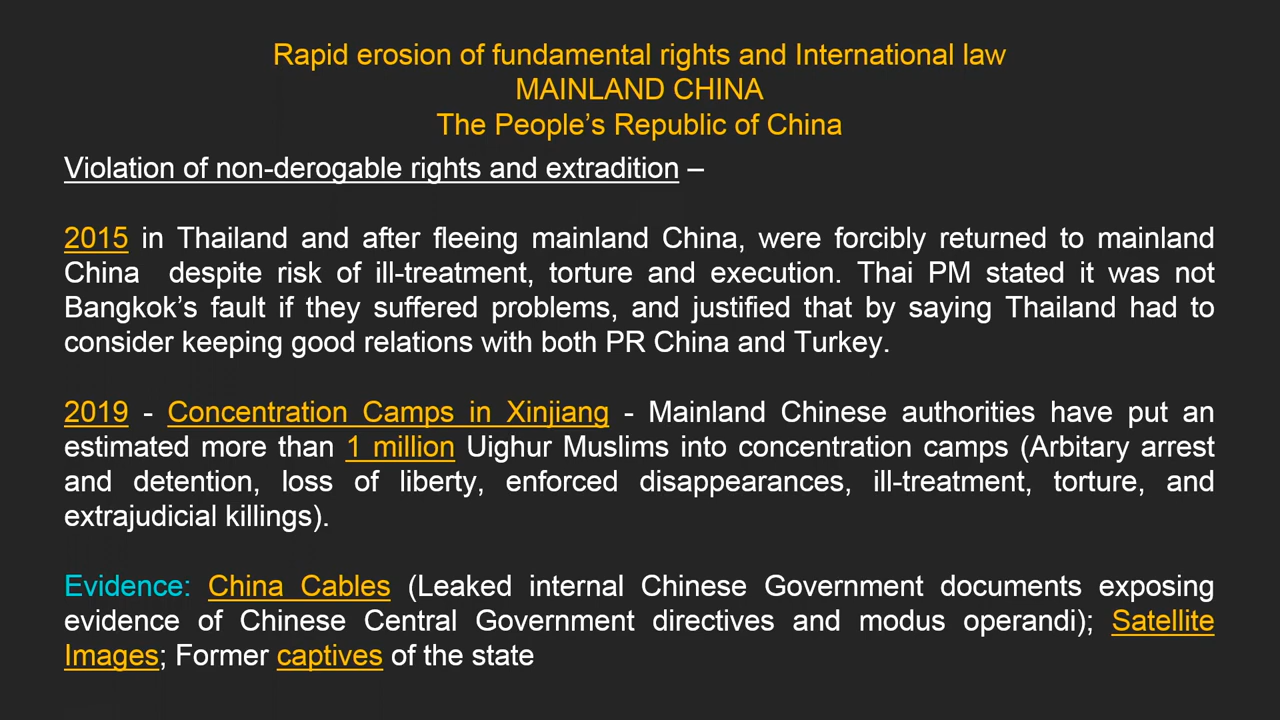 Rapid erosion of fundamental rights and International law
MAINLAND CHINA
The People’s Republic of China
Violation of non-derogable rights and extradition –
2015 in Thailand and after fleeing mainland China, were forcibly returned to mainland
China despite risk of ill-treatment, torture and execution. Thai PM stated it was not
Bangkok’s fault if they suffered problems, and justified that by saying Thailand had to
consider keeping good relations with both PR China and Turkey.
2019 - Concentration Camps in Xinjiang - Mainland Chinese authorities have put an
estimated more than 1 million Uighur Muslims into concentration camps (Arbitary arrest
and detention, loss of liberty, enforced disappearances, ill-treatment, torture, and
extrajudicial killings).
Evidence: China Cables (Leaked internal Chinese Government documents exposing
evidence of Chinese Central Government directives and modus operandi); Satellite
Images; Former captives of the state